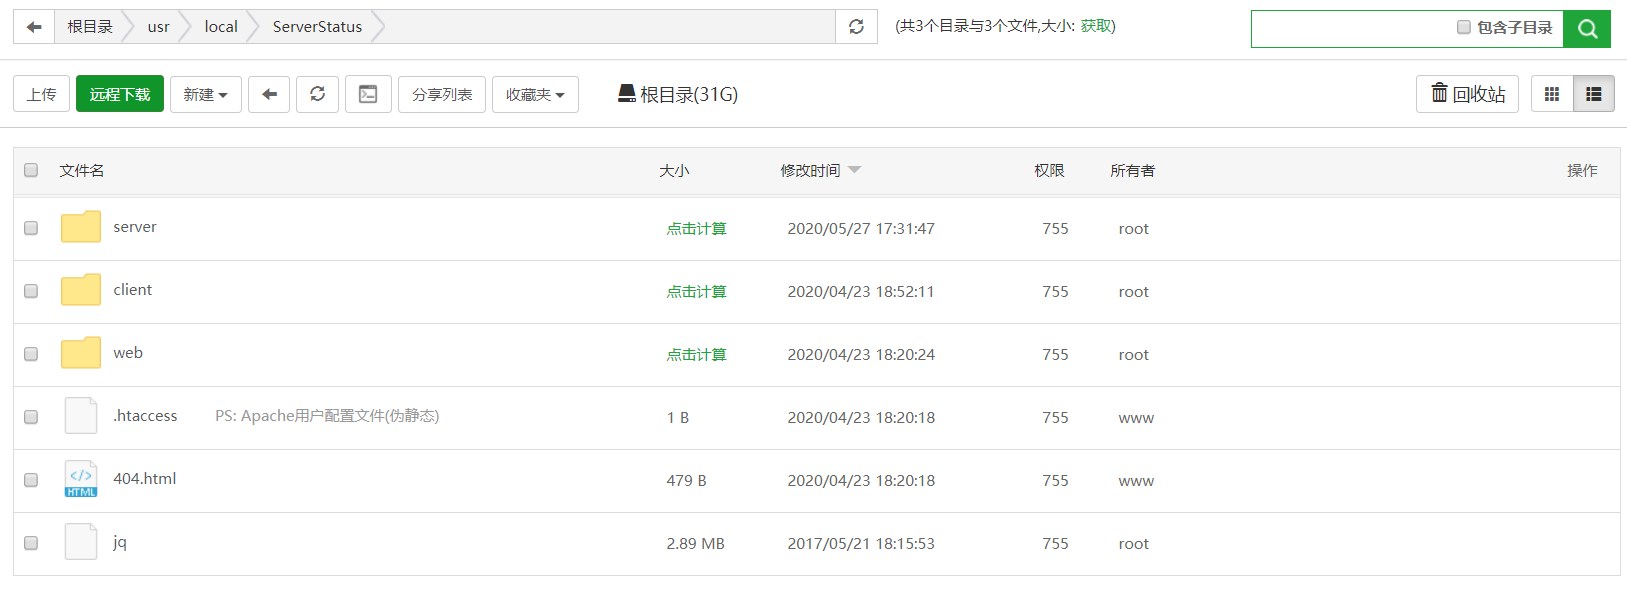 根目录 usr local ServerStatus (共3个目录与3个文件,大小: 获取) 包含子目录
上传 远程下载 新建 分享列表 收藏夹 根目录(31G) 回收站
文件名 大小 修改时间 权限 所有者 操作
server 点击计算 2020/05/27 17:31:47 755 root
client 点击计算 2020/04/23 18:52:11 755 root
web 点击计算 2020/04/23 18:20:24 755 root
.htaccess PS: Apache用户配置文件(伪静态) 1 B 2020/04/23 18:20:18 755 www
</> HTML 404.html 479 B 2020/04/23 18:20:18 755 www
jq 2.89 MB 2017/05/21 18:15:53 755 root